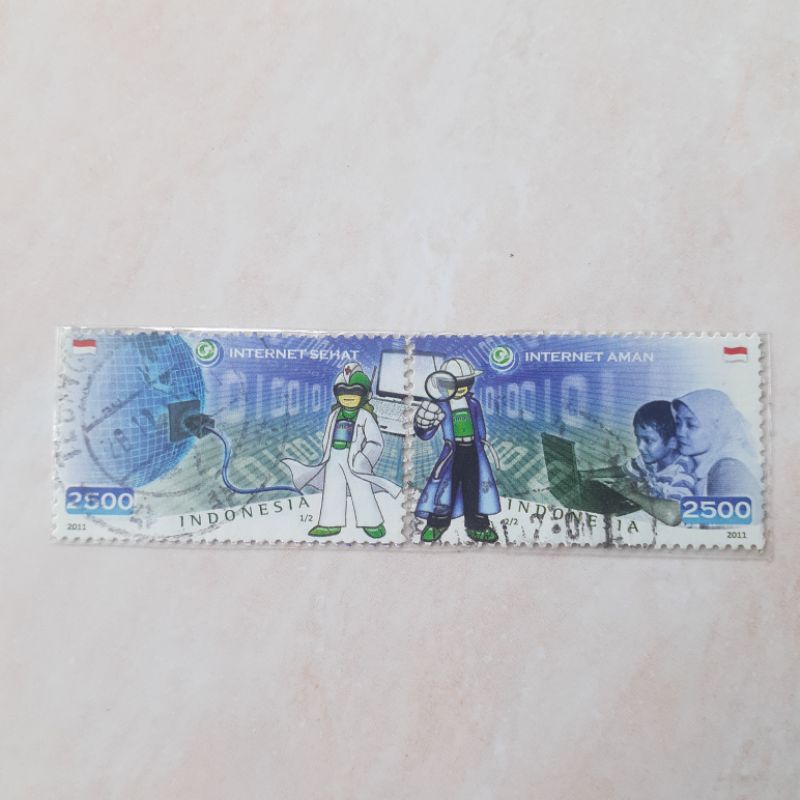 INTERNET SEHAT
2500
INDONESIA
2011
1/2
INTERNET AMAN
2500
INDONESIA
2/2
2011